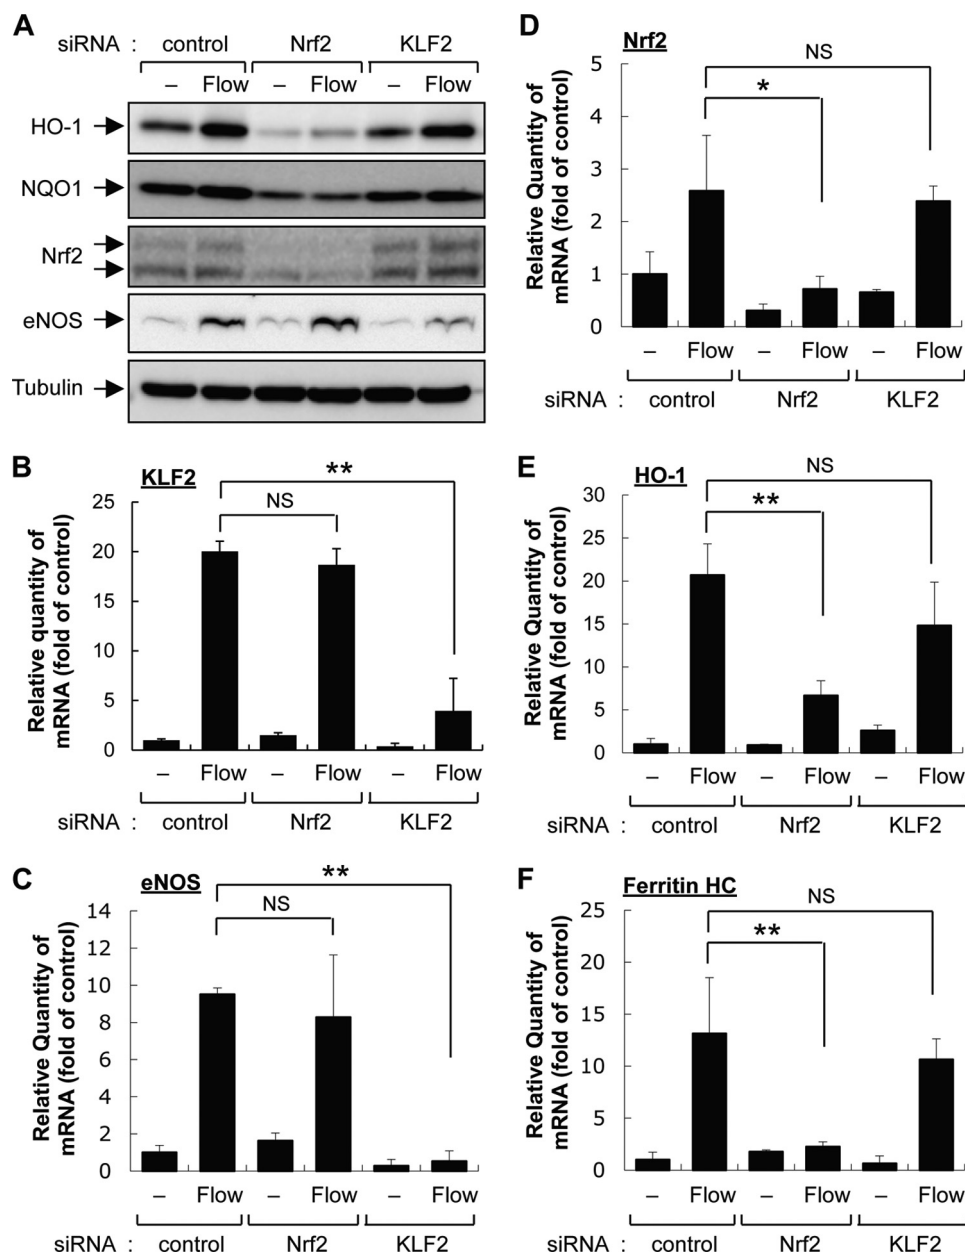 A
siRNA : control Nrf2 KLF2
– Flow – Flow – Flow
HO-1
NQO1
Nrf2
eNOS
Tubulin
B
KLF2
**
NS
Relative quantity of
mRNA (fold of control)
25
20
15
10
5
0
– Flow – Flow – Flow
siRNA : control Nrf2 KLF2
C
eNOS
**
NS
Relative Quantity of
mRNA (fold of control)
14
12
10
8
6
4
2
0
– Flow – Flow – Flow
siRNA : control Nrf2 KLF2
D
Nrf2
NS
*
Relative Quantity of
mRNA (fold of control)
5
4
3
2
1
0
– Flow – Flow – Flow
siRNA : control Nrf2 KLF2
E
HO-1
NS
**
Relative Quantity of
mRNA (fold of control)
30
25
20
15
10
5
0
– Flow – Flow – Flow
siRNA : control Nrf2 KLF2
F
Ferritin HC
NS
**
Relative Quantity of
mRNA (fold of control)
25
20
15
10
5
0
– Flow – Flow – Flow
siRNA : control Nrf2 KLF2